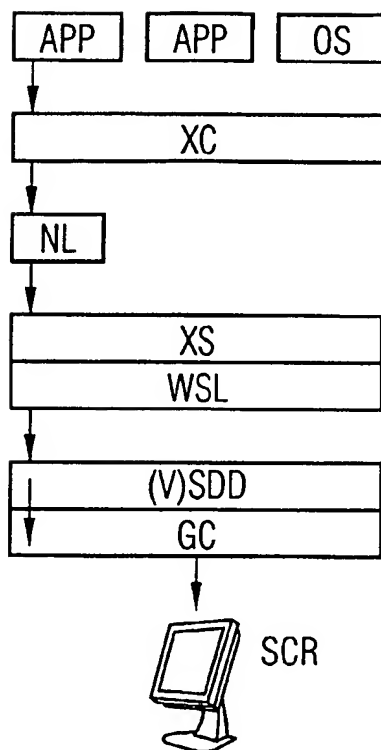 APP APP OS
XC
NL
XS
WSL
(V)SDD
GC
SCR